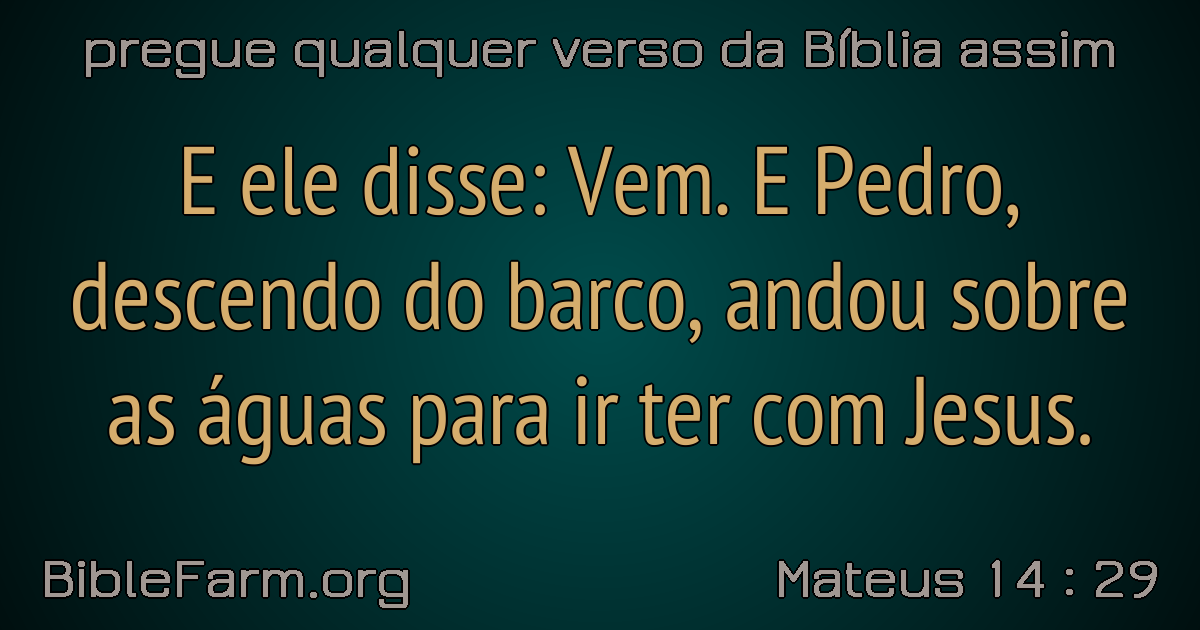 pregue qualquer verso da Bíblia assim
E ele disse: Vem. E Pedro,
descendo do barco, andou sobre
as águas para ir ter com Jesus.
BibleFarm.org
Mateus 14 : 29